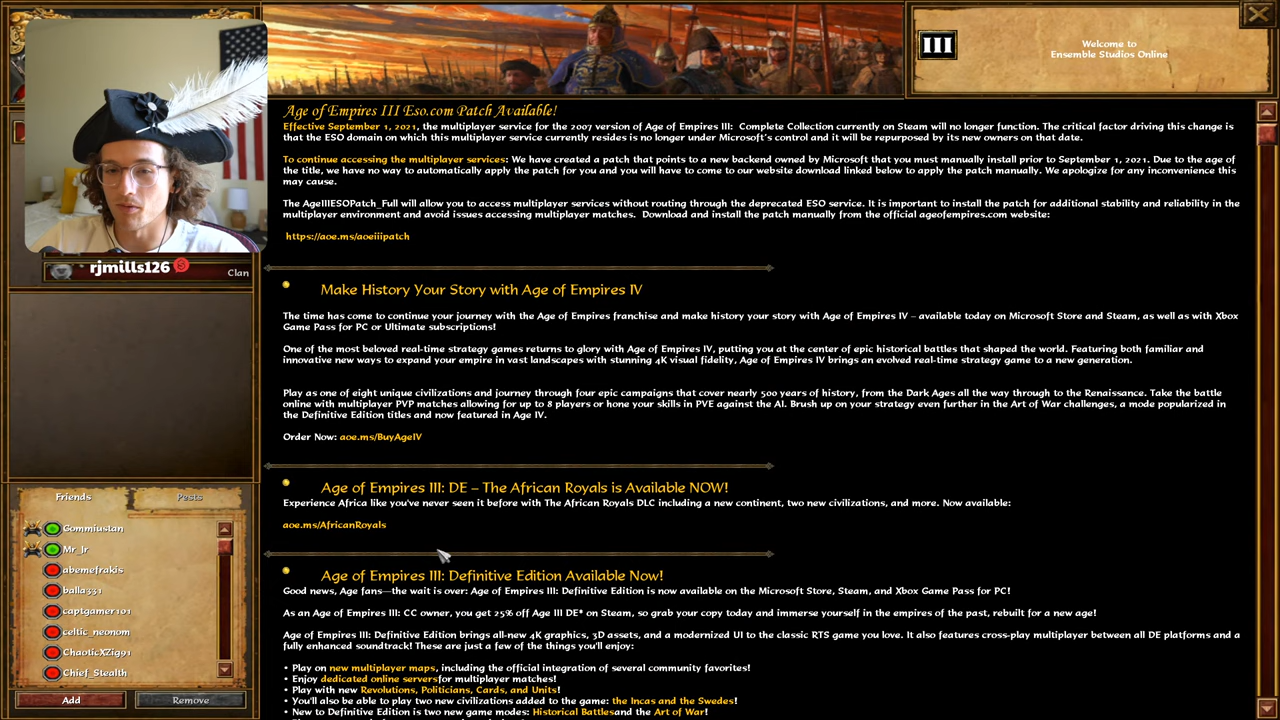 III
Welcome to
Ensemble Studios Online
Age of Empires III Eso.com Patch Available!
Effective September 1, 2021, the multiplayer service for the 2007 version of Age of Empires III: Complete Collection currently on Steam will no longer function. The critical factor driving this change is
that the ESO domain on which this multiplayer service currently resides is no longer under Microsoft's control and it will be repurposed by its new owners on that date.
To continue accessing the multiplayer services: We have created a patch that points to a new backend owned by Microsoft that you must manually install prior to September 1, 2021. Due to the age of
the title, we have no way to automatically apply the patch for you and you will have to come to our website download linked below to apply the patch manually. We apologize for any inconvenience this
may cause.
The AgeIIIESOPatch_Full will allow you to access multiplayer services without routing through the deprecated ESO service. It is important to install the patch for additional stability and reliability in the
multiplayer environment and avoid issues accessing multiplayer matches. Download and install the patch manually from the official ageofempires.com website:
https://aoe.ms/aoeiiipatch
rjmills126
Clan
Make History Your Story with Age of Empires IV
The time has come to continue your journey with the Age of Empires franchise and make history your story with Age of Empires IV – available today on Microsoft Store and Steam, as well as with Xbox
Game Pass for PC or Ultimate subscriptions!
One of the most beloved real-time strategy games returns to glory with Age of Empires IV, putting you at the center of epic historical battles that shaped the world. Featuring both familiar and
innovative new ways to expand your empire in vast landscapes with stunning 4K visual fidelity, Age of Empires IV brings an evolved real-time strategy game to a new generation.
Play as one of eight unique civilizations and journey through four epic campaigns that cover nearly 500 years of history, from the Dark Ages all the way through to the Renaissance. Take the battle
online with multiplayer PVP matches allowing for up to 8 players or hone your skills in PVE against the AI. Brush up on your strategy even further in the Art of War challenges, a mode popularized in
the Definitive Edition titles and now featured in Age IV.
Order Now: aoe.ms/BuyAgeIV
Age of Empires III: DE – The African Royals is Available NOW!
Experience Africa like you've never seen it before with The African Royals DLC including a new continent, two new civilizations, and more. Now available:
aoe.ms/AfricanRoyals
Age of Empires III: Definitive Edition Available Now!
Good news, Age fans—the wait is over: Age of Empires III: Definitive Edition is now available on the Microsoft Store, Steam, and Xbox Game Pass for PC!
As an Age of Empires III: CC owner, you get 25% off Age III DE* on Steam, so grab your copy today and immerse yourself in the empires of the past, rebuilt for a new age!
Age of Empires III: Definitive Edition brings all-new 4K graphics, 3D assets, and a modernized UI to the classic RTS game you love. It also features cross-play multiplayer between all DE platforms and a
fully enhanced soundtrack! These are just a few of the things you'll enjoy:
• Play on new multiplayer maps, including the official integration of several community favorites!
• Enjoy dedicated online serversfor multiplayer matches!
• Play with new Revolutions, Politicians, Cards, and Units!
• You'll also be able to play two new civilizations added to the game: the Incas and the Swedes!
• New to Definitive Edition is two new game modes: Historical Battlesand the Art of War!
Friends
Pests
Gommiustan
Mr_Jr
abemefrakis
balla331
captgamer101
celtic_neonom
ChaoticXZig91
Chief_Stealth
Add
Remove